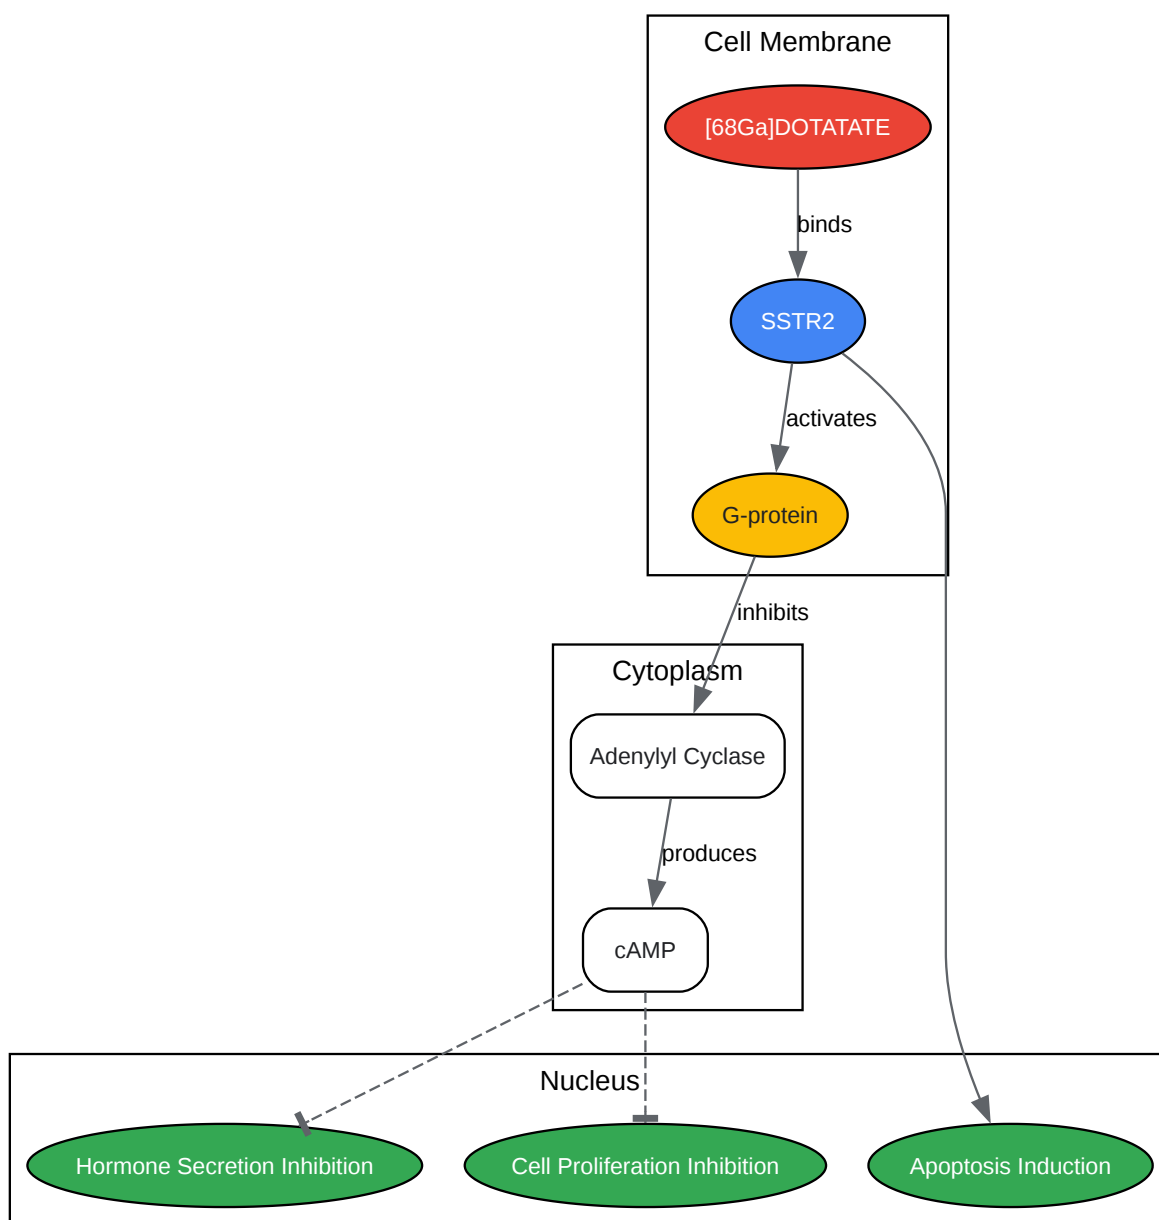 Cell Membrane
[68Ga]DOTATATE
binds
SSTR2
activates
G-protein
inhibits
Cytoplasm
Adenylyl Cyclase
produces
cAMP
Nucleus
Hormone Secretion Inhibition
Cell Proliferation Inhibition
Apoptosis Induction